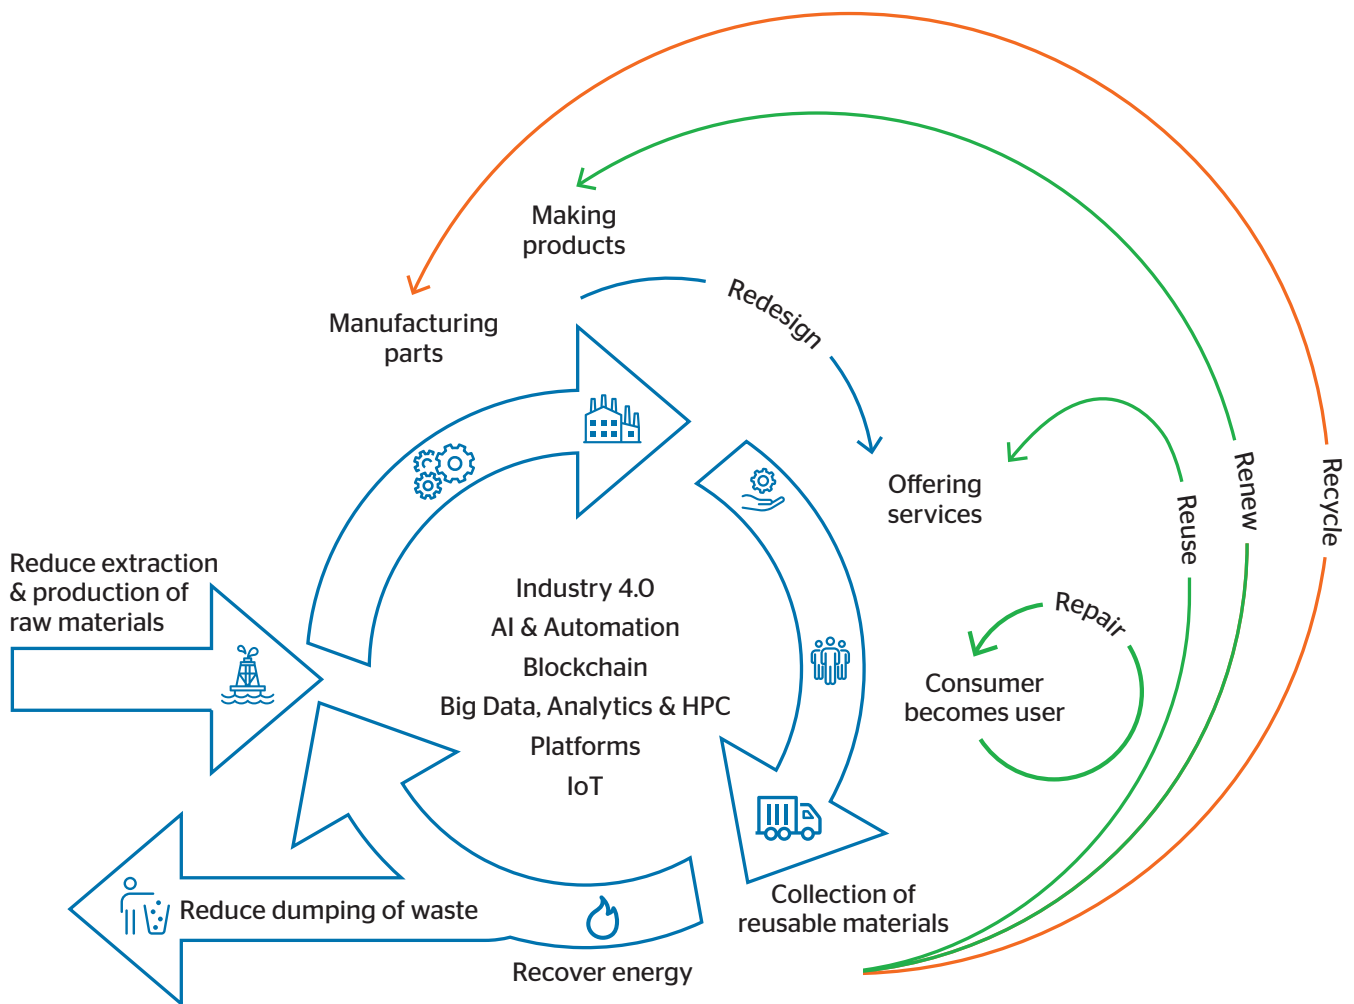 Making
products
Redesign
Manufacturing
parts
Offering
services
Reuse
Renew
Recycle
Reduce extraction
& production of
raw materials
Industry 4.0
AI & Automation
Blockchain
Big Data, Analytics & HPC
Platforms
IoT
Repair
Consumer
becomes user
Collection of
reusable materials
Reduce dumping of waste
Recover energy